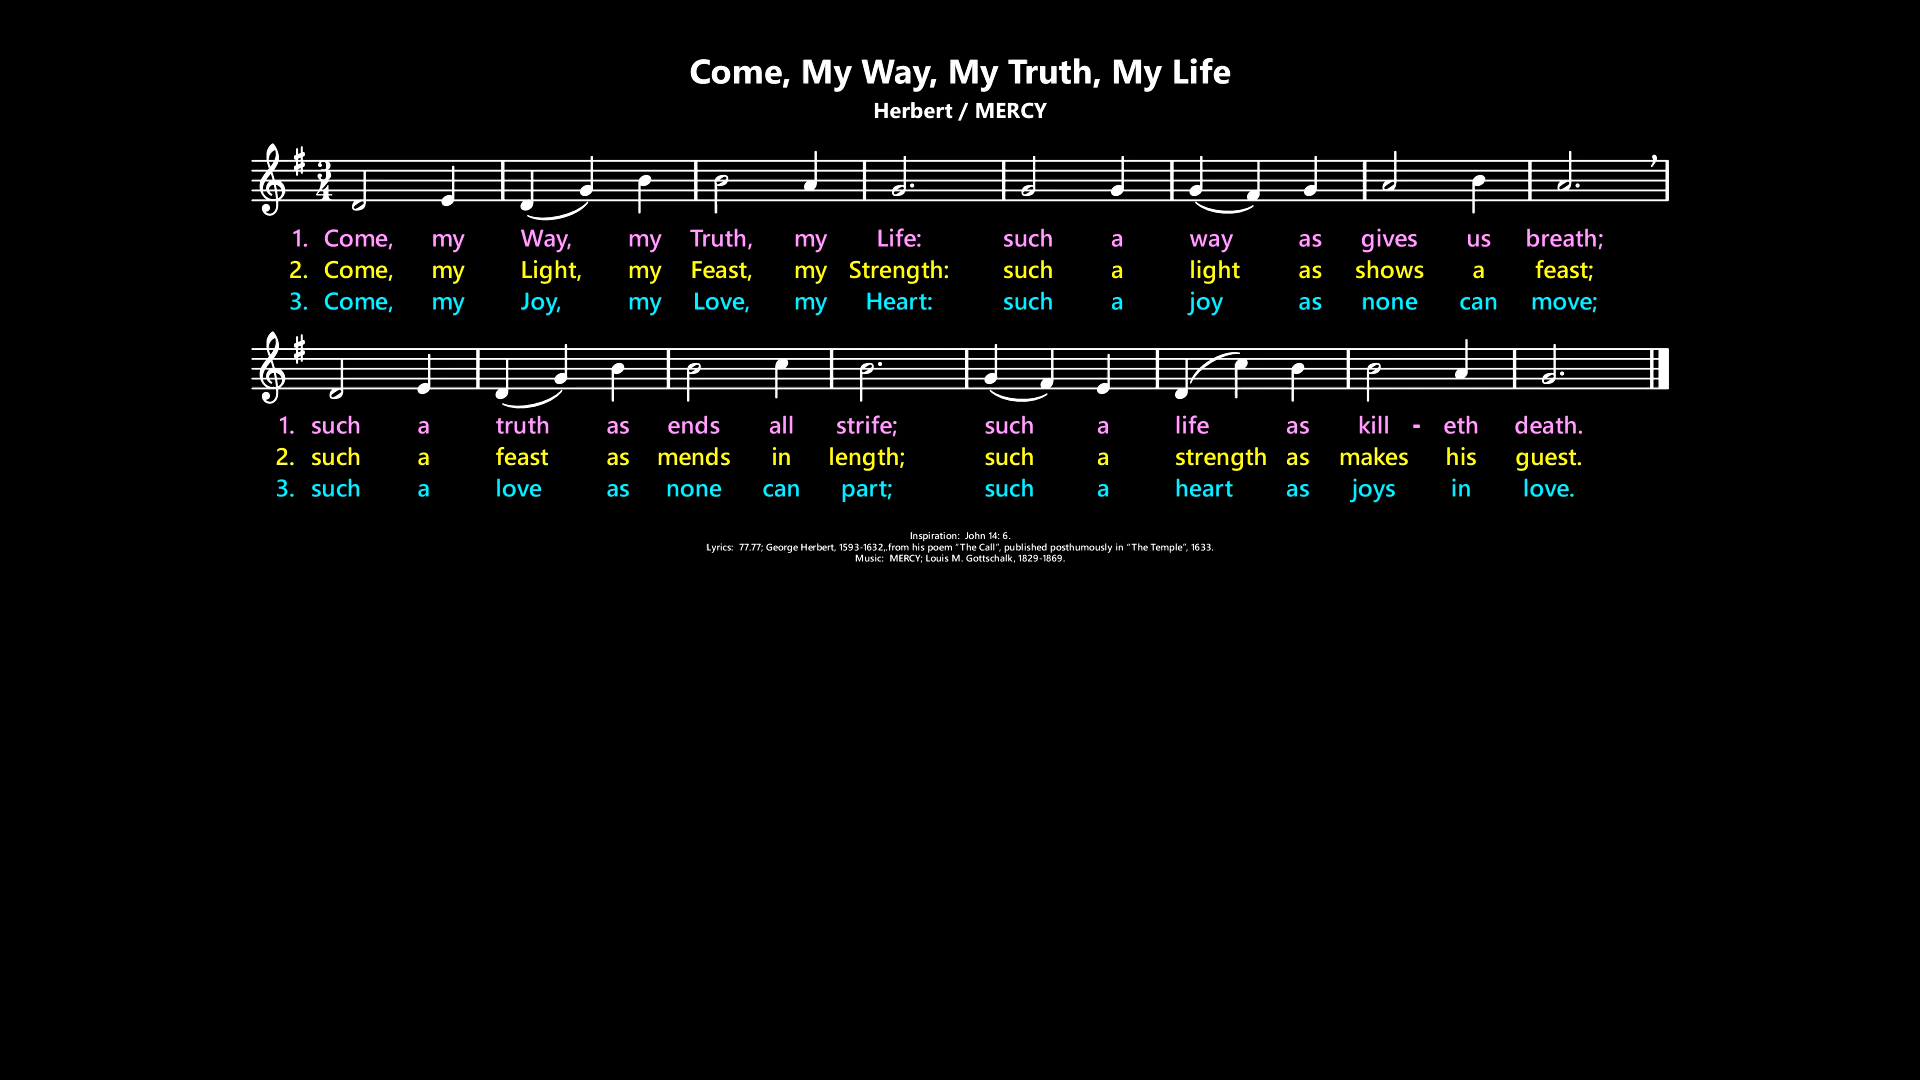 Come, My Way, My Truth, My Life
Herbert / MERCY
3
4
1. Come, my Way, my Truth, my Life: such a way as gives us breath;
2. Come, my Light, my Feast, my Strength: such a light as shows a feast;
3. Come, my Joy, my Love, my Heart: such a joy as none can move;
1. such a truth as ends all strife; such a life as kill - eth death.
2. such a feast as mends in length; such a strength as makes his guest.
3. such a love as none can part; such a heart as joys in love.
Inspiration: John 14: 6.
Lyrics: 77.77; George Herbert, 1593-1632,.from his poem “The Call”, published posthumously in “The Temple”, 1633.
Music: MERCY; Louis M. Gottschalk, 1829-1869.